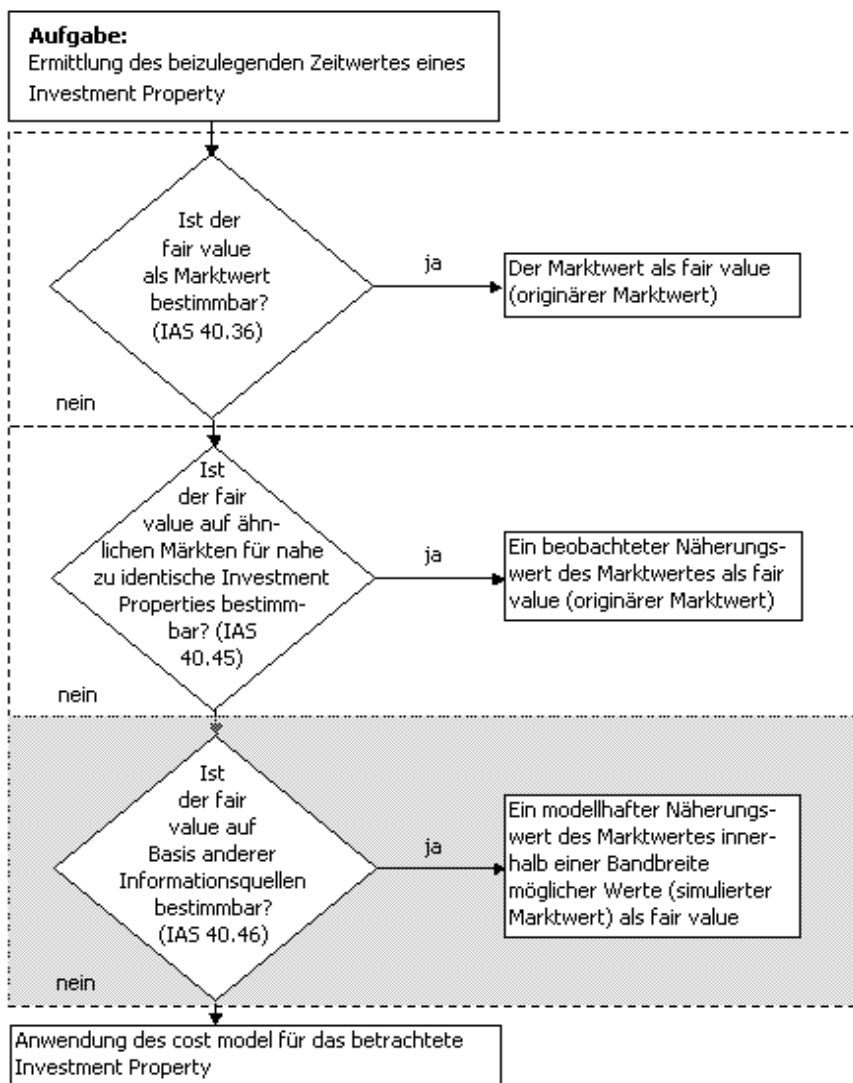 Aufgabe:
Ermittlung des beizulegenden Zeitwertes eines
Investment Property
Ist der
fair value
als Marktwert
bestimmbar?
(IAS 40.36)
ja
Der Marktwert als fair value
(originärer Marktwert)
nein
Ist
der fair
value auf ähn-
lichen Märkten für nahe
zu identische Investment
Properties bestimm-
bar? (IAS
40.45)
ja
Ein beobachteter Näherungs-
wert des Marktwertes als fair
value (originärer Marktwert)
nein
Ist
der fair
value auf
Basis anderer
Informationsquellen
bestimmbar?
(IAS 40.46)
ja
Ein modellhafter Näherungs-
wert des Marktwertes inner-
halb einer Bandbreite
möglicher Werte (simulierter
Marktwert) als fair value
nein
Anwendung des cost model für das betrachtete
Investment Property